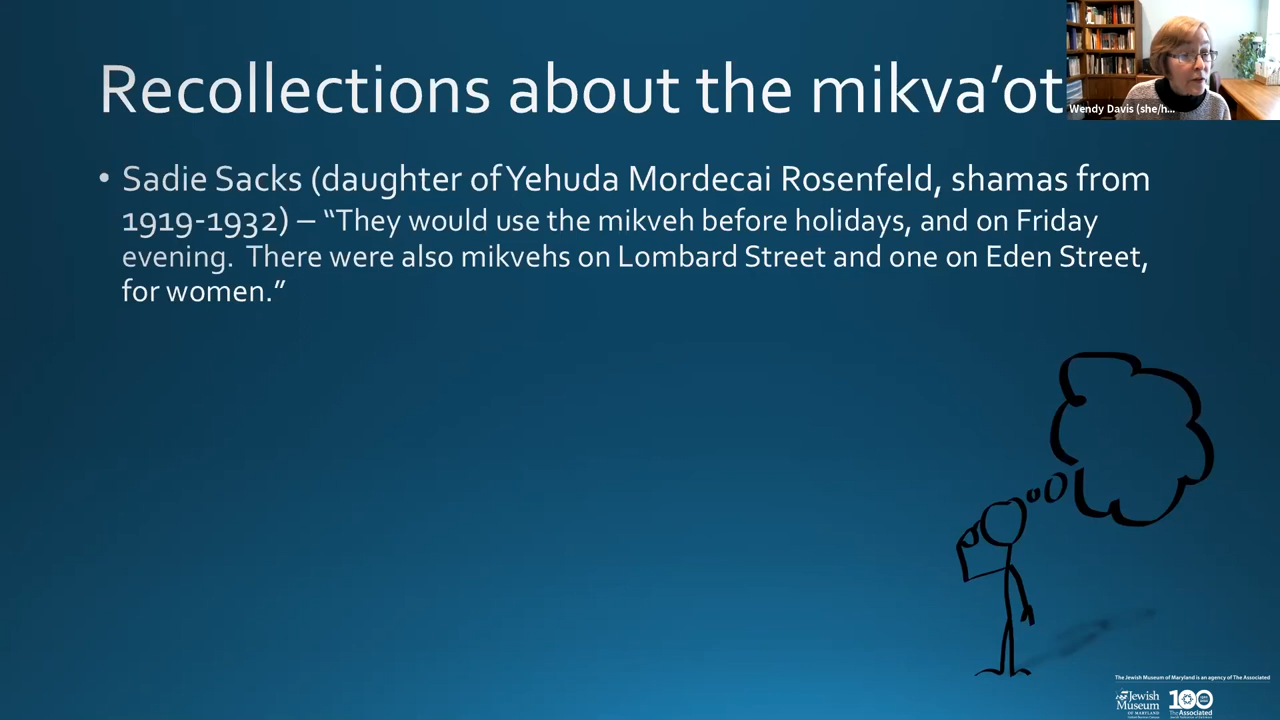 Recollections about the mikva'ot
Wendy Davis (she/h...
• Sadie Sacks (daughter of Yehuda Mordecai Rosenfeld, shamas from
1919-1932) – “They would use the mikveh before holidays, and on Friday
evening.  There were also mikvehs on Lombard Street and one on Eden Street,
for women.”
The Jewish Museum of Maryland is an agency of The Associated
Jewish
Museum
OF MARYLAND
100
The Associated